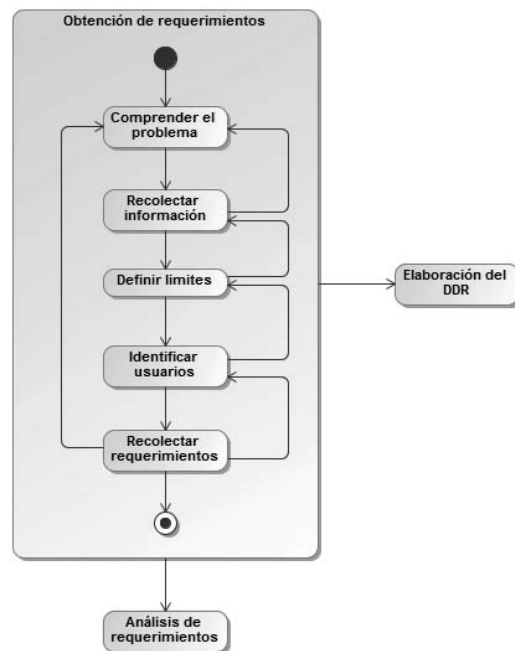 Obtención de requerimientos
Comprender el
problema
Recolectar
información
Definir limites
Elaboración del
DDR
Identificar
usuarios
Recolectar
requerimientos
Análisis de
requerimientos